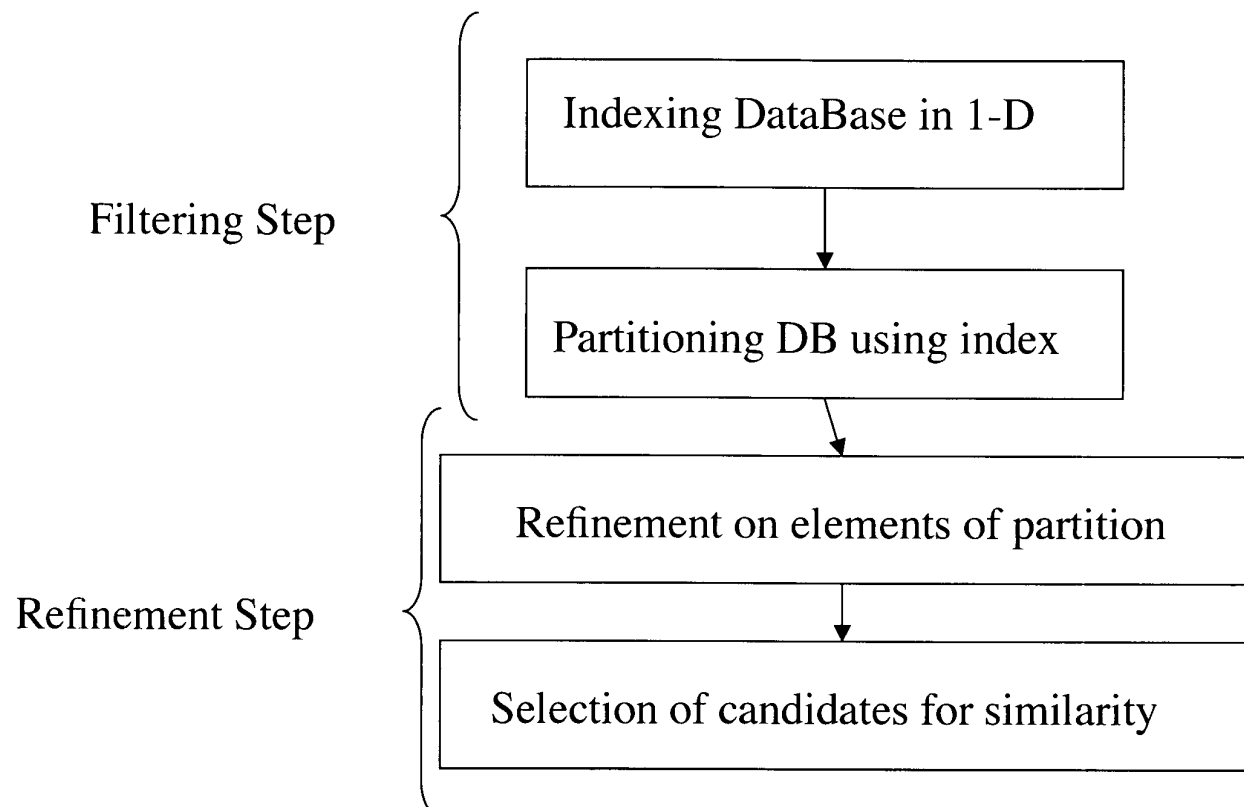 Indexing DataBase in 1-D
Filtering Step
Partitioning DB using index
Refinement on elements of partition
Refinement Step
Selection of candidates for similarity